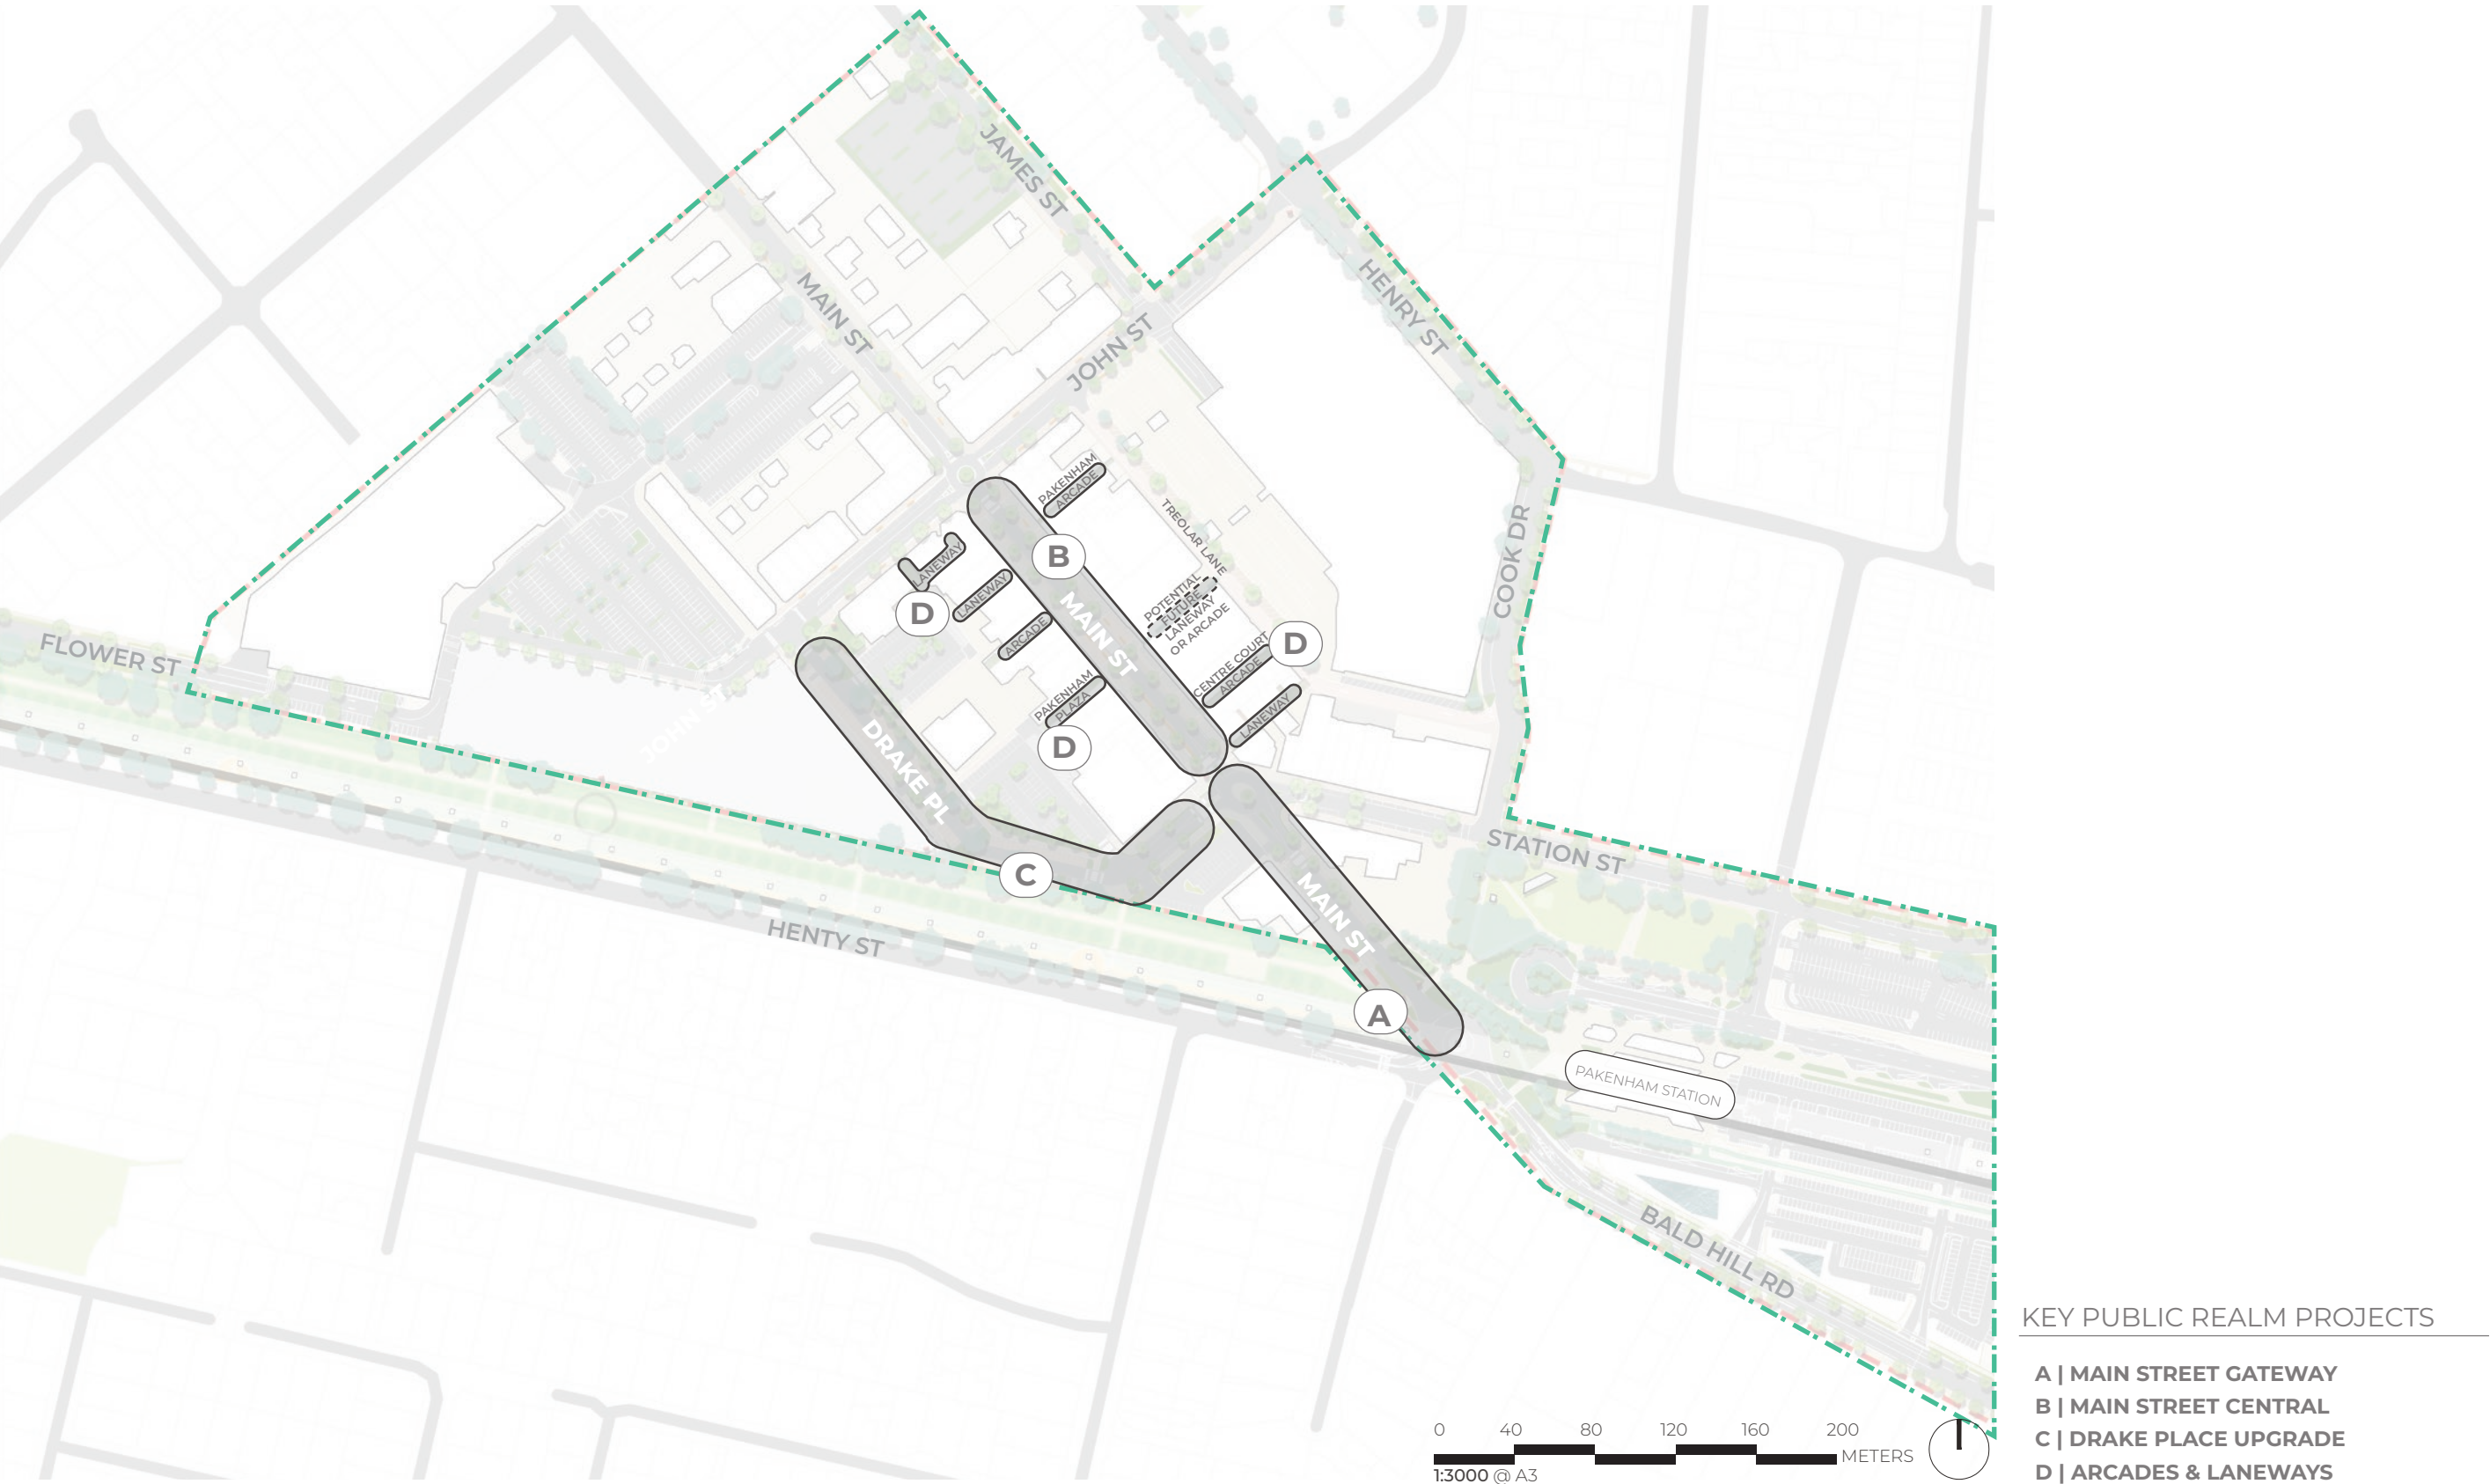 JAMES ST
MAIN ST
HENRY ST
JOHN ST
PAKENHAM
ARCADE
TREOLAR LANE
COOK DR
B
LANEWAY
D
LANEWAY
ARCADE
MAIN ST
POTENTIAL
FUTURE
LANEWAY
OR ARCADE
CENTRE COURT
ARCADE
D
LANEWAY
FLOWER ST
JOHN ST
PAKENHAM
PLAZA
D
DRAKE PL
C
STATION ST
MAIN ST
HENTY ST
A
PAKENHAM STATION
BALD HILL RD
KEY PUBLIC REALM PROJECTS
A | MAIN STREET GATEWAY
B | MAIN STREET CENTRAL
C | DRAKE PLACE UPGRADE
D | ARCADES & LANEWAYS
0 40 80 120 160 200
METERS
1:3000 @ A3